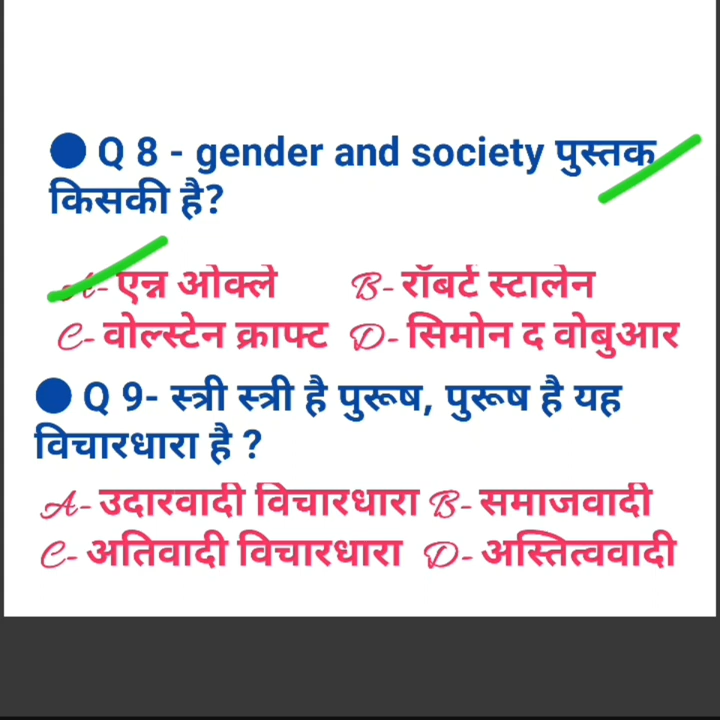 Q 8 - gender and society पुस्तक
किसकी है?
A- एन्न ओक्ले B- रॉबर्ट स्टालेन
C- वोल्स्टेन क्राफ्ट D- सिमोन द वोबुआर
Q 9- स्त्री स्त्री है पुरूष, पुरूष है यह
विचारधारा है ?
A- उदारवादी विचारधारा B- समाजवादी
C- अतिवादी विचारधारा D- अस्तित्ववादी